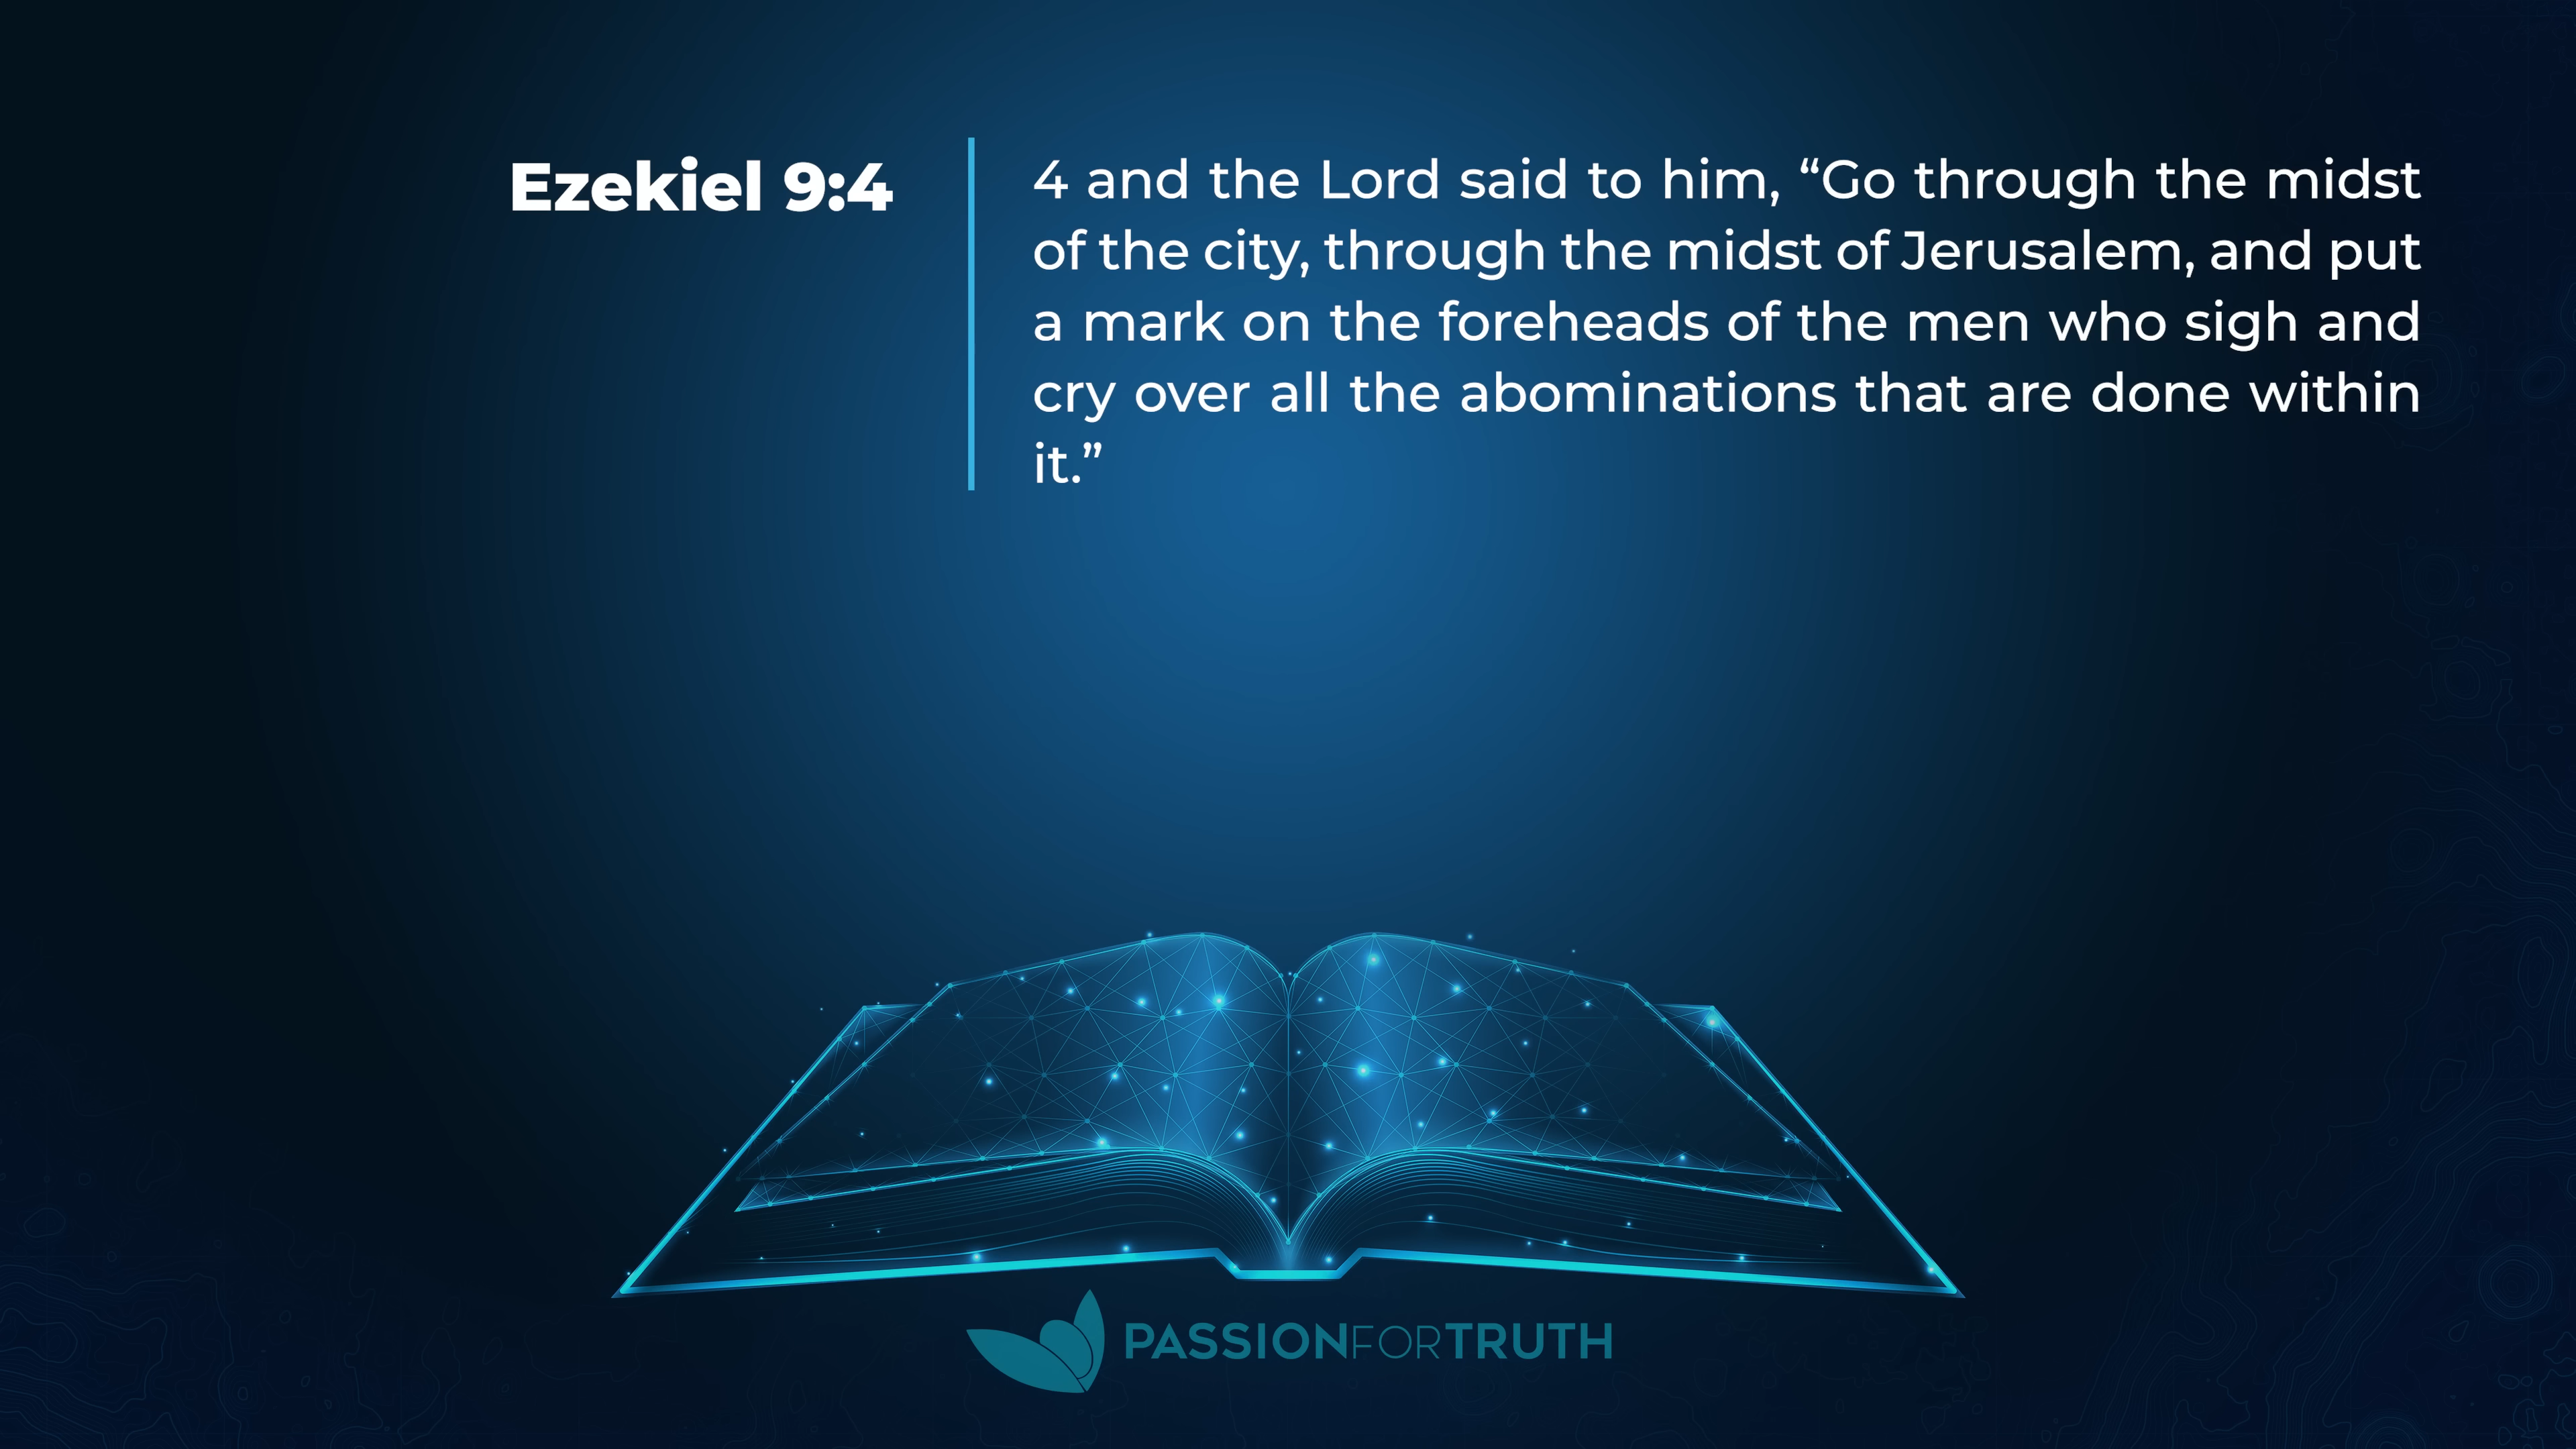 Ezekiel 9:4
4 and the Lord said to him, “Go through the midst
of the city, through the midst of Jerusalem, and put
a mark on the foreheads of the men who sigh and
cry over all the abominations that are done within
it.”
PASSIONFORTRUTH